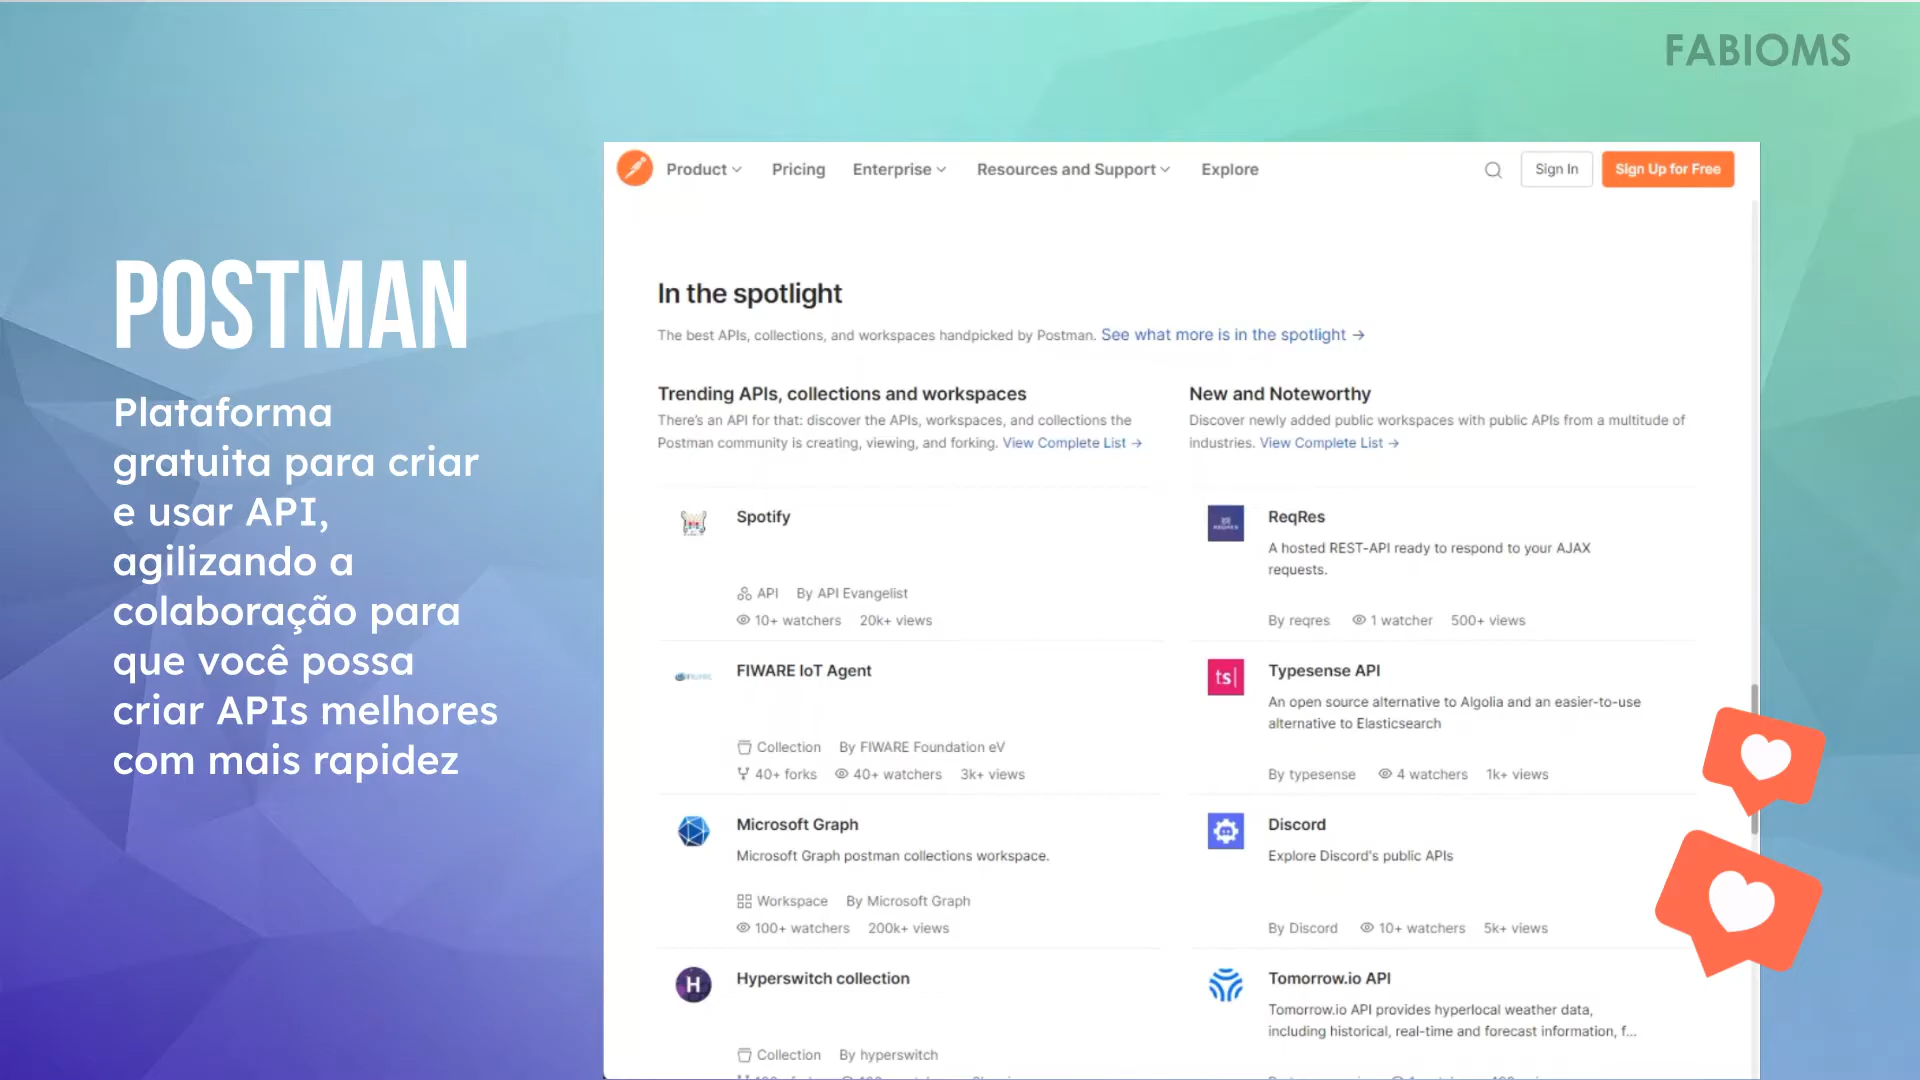 FABIOMS
POSTMAN
Plataforma
gratuita para criar
e usar API,
agilizando a
colaboração para
que você possa
criar APIs melhores
com mais rapidez
Product
Pricing
Enterprise
Resources and Support
Explore
Sign In
Sign Up for Free
In the spotlight
The best APIs, collections, and workspaces handpicked by Postman. See what more is in the spotlight →
Trending APIs, collections and workspaces
There's an API for that: discover the APIs, workspaces, and collections the
Postman community is creating, viewing, and forking. View Complete List →
Spotify
API By API Evangelist
10+ watchers 20k+ views
FIWARE IoT Agent
Collection By FIWARE Foundation eV
40+ forks 40+ watchers 3k+ views
Microsoft Graph
Microsoft Graph postman collections workspace.
Workspace By Microsoft Graph
100+ watchers 200k+ views
H
Hyperswitch collection
Collection By hyperswitch
New and Noteworthy
Discover newly added public workspaces with public APIs from a multitude of
industries. View Complete List →
ReqRes
A hosted REST-API ready to respond to your AJAX
requests.
By reqres 1 watcher 500+ views
ts|
Typesense API
An open source alternative to Algolia and an easier-to-use
alternative to Elasticsearch
By typesense 4 watchers 1k+ views
Discord
Explore Discord's public APIs
By Discord 10+ watchers 5k+ views
Tomorrow.io API
Tomorrow.io API provides hyperlocal weather data,
including historical, real-time and forecast information, f...